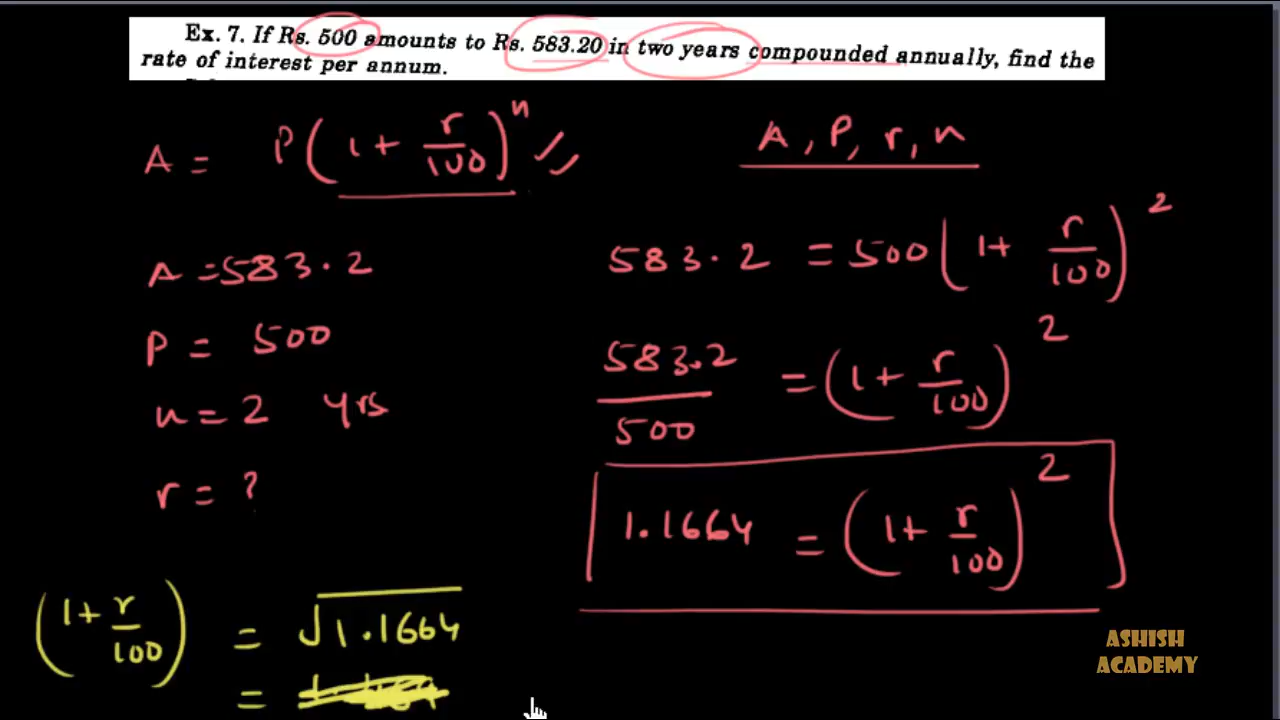 Ex. 7. If Rs. 500 amounts to Rs. 583.20 in two years compounded annually, find the
rate of interest per annum.
A = P(1 + r/100)^n
A, P, r, n
A = 583.2
P = 500
n = 2 yrs
r = ?
583.2 = 500(1 + r/100)^2
583.2/500 = (1 + r/100)^2
1.1664 = (1 + r/100)^2
(1 + r/100) = √1.1664
=
ASHISH
ACADEMY